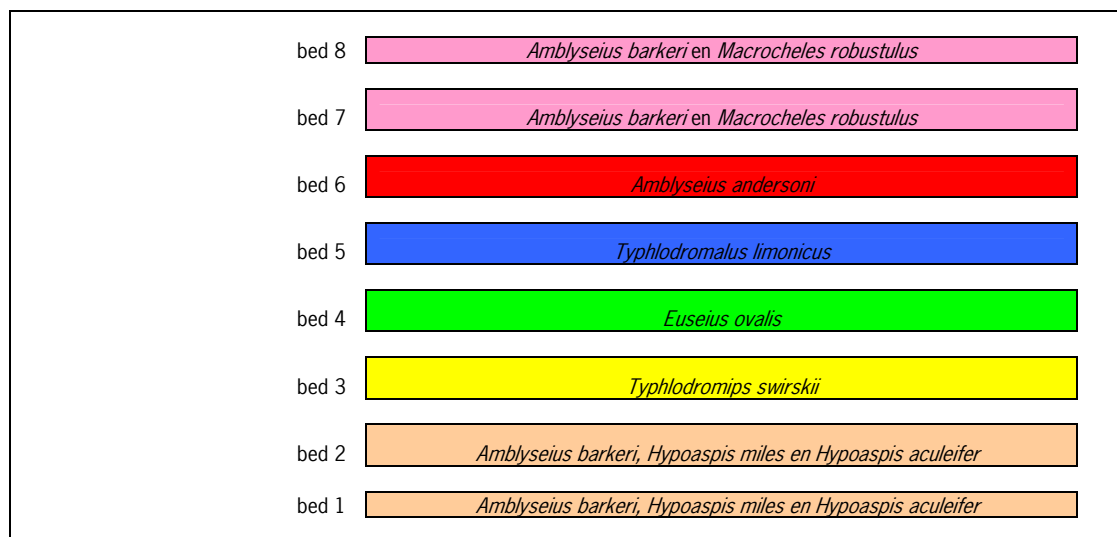 bed 8 Amblyseius barkeri en Macrocheles robustulus
bed 7 Amblyseius barkeri en Macrocheles robustulus
bed 6 Amblyseius andersoni
bed 5 Typhlodromalus limonicus
bed 4 Euseius ovalis
bed 3 Typhlodromips swirskii
bed 2 Amblyseius barkeri, Hypoaspis miles en Hypoaspis aculeifer
bed 1 Amblyseius barkeri, Hypoaspis miles en Hypoaspis aculeifer